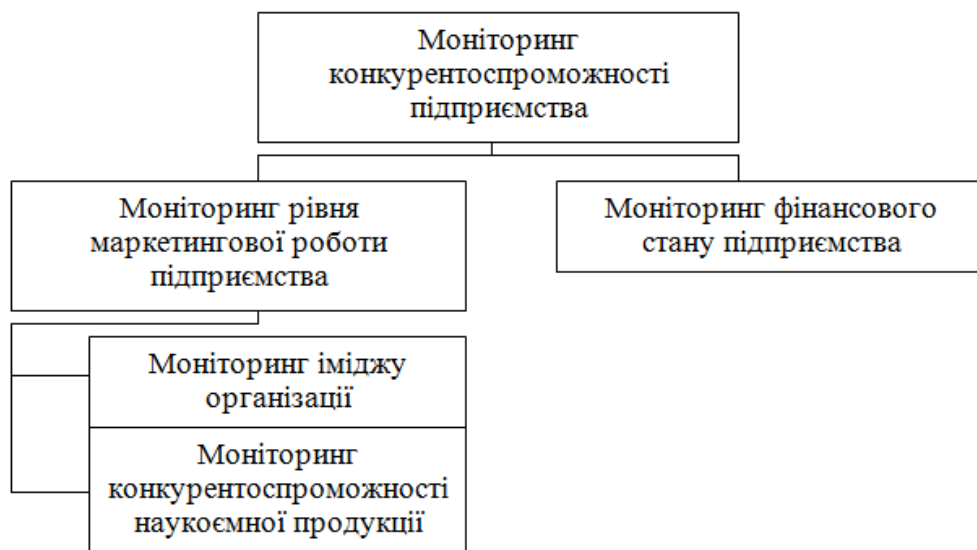 Моніторинг
конкурентоспроможності
підприємства
Моніторинг рівня
маркетингової роботи
підприємства
Моніторинг фінансового
стану підприємства
Моніторинг іміджу
організації
Моніторинг
конкурентоспроможності
наукоємної продукції